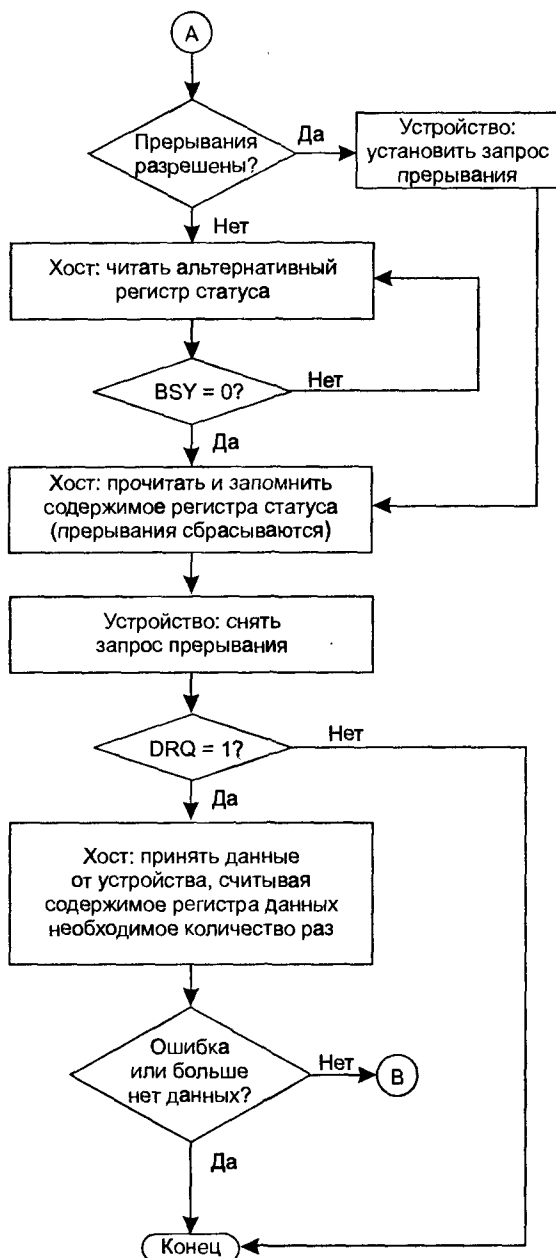 A
Прерывания
разрешены?
Да
Устройство:
установить запрос
прерывания
Нет
Хост: читать альтернативный
регистр статуса
BSY = 0?
Нет
Да
Хост: прочитать и запомнить
содержимое регистра статуса
(прерывания сбрасываются)
Устройство: снять
запрос прерывания
DRQ = 1?
Нет
Да
Хост: принять данные
от устройства, считывая
содержимое регистра данных
необходимое количество раз
Ошибка
или больше
нет данных?
Нет
B
Да
Конец